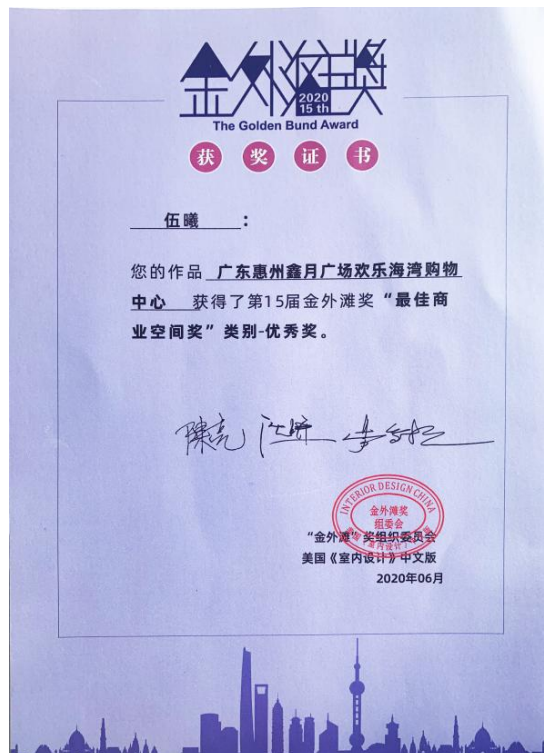 金外滩奖
2020
15 th
The Golden Bund Award
获奖证书
伍曦：
您的作品 广东惠州鑫月广场欢乐海湾购物
中心 获得了第15届金外滩奖“最佳商
业空间奖”类别-优秀奖。
陳亮
INTERIOR DESIGN CHINA
金外滩奖
组委会
“金外滩”奖组织委员会
美国《室内设计》中文版
2020年06月